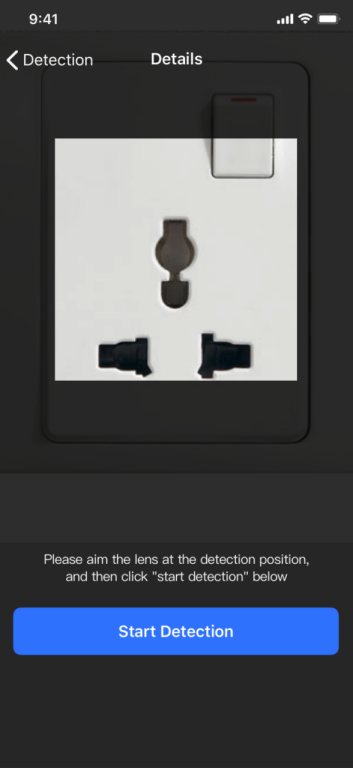 9:41
Detection
Details
Please aim the lens at the detection position,
and then click "start detection" below
Start Detection